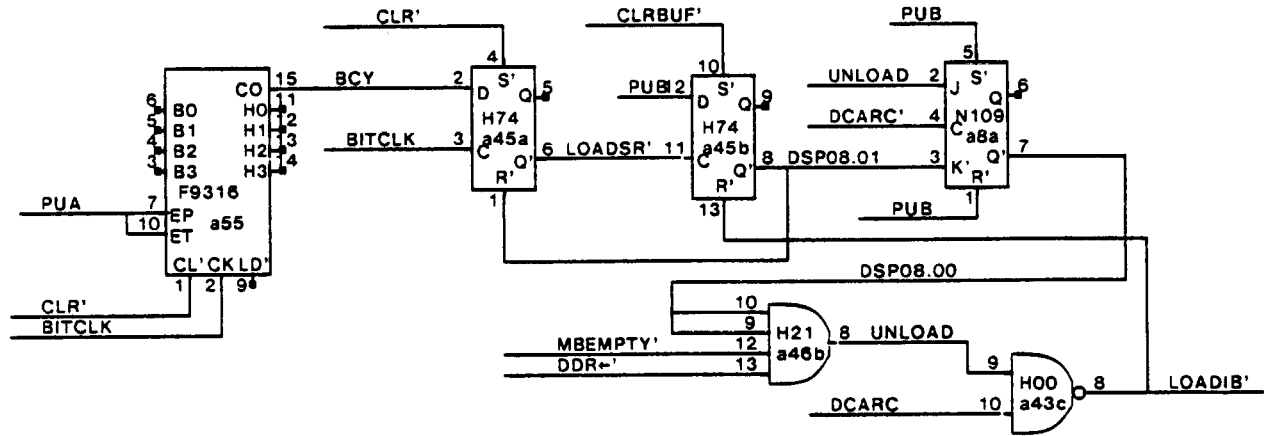 CLR' CLRBUF' PUB
4 10 5
15 BCY 2 S' 5 PUB 12 S' 9 UNLOAD 2 S' 6
CO D Q D Q J Q
6 B0 H0 11
5 B1 H1 2
4 B2 H2 3
3 B3 H3 4
H74 H74 N109
a45a a45b a8a
BITCLK 3 C Q' 6 LOADSR' 11 C Q' 8 DSP08.01 3 K' Q' 7
DCARC' 4 C
R' R' R'
1 13 PUB 1
F9316
PUA 7 EP
10 ET a55
CL' CK LD'
1 2 9
CLR'
BITCLK
DSP08.00
10
9 H21 8 UNLOAD
MBEMPTY' 12 a46b
DDR←' 13
9 H00 8 LOADIB'
DCARC 10 a43c